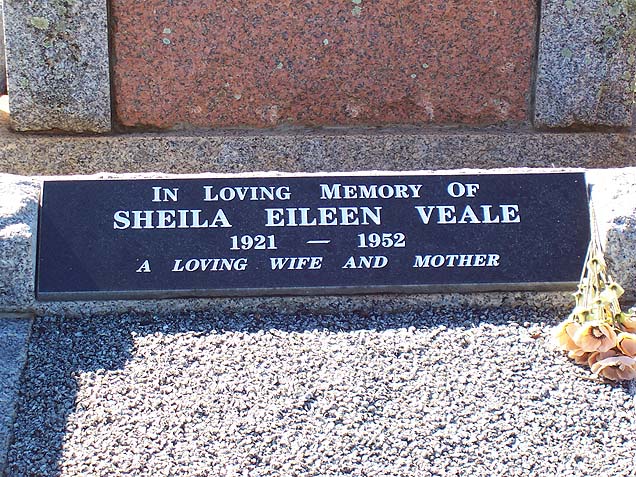 IN LOVING MEMORY OF
SHEILA EILEEN VEALE
1921 — 1952
A LOVING WIFE AND MOTHER